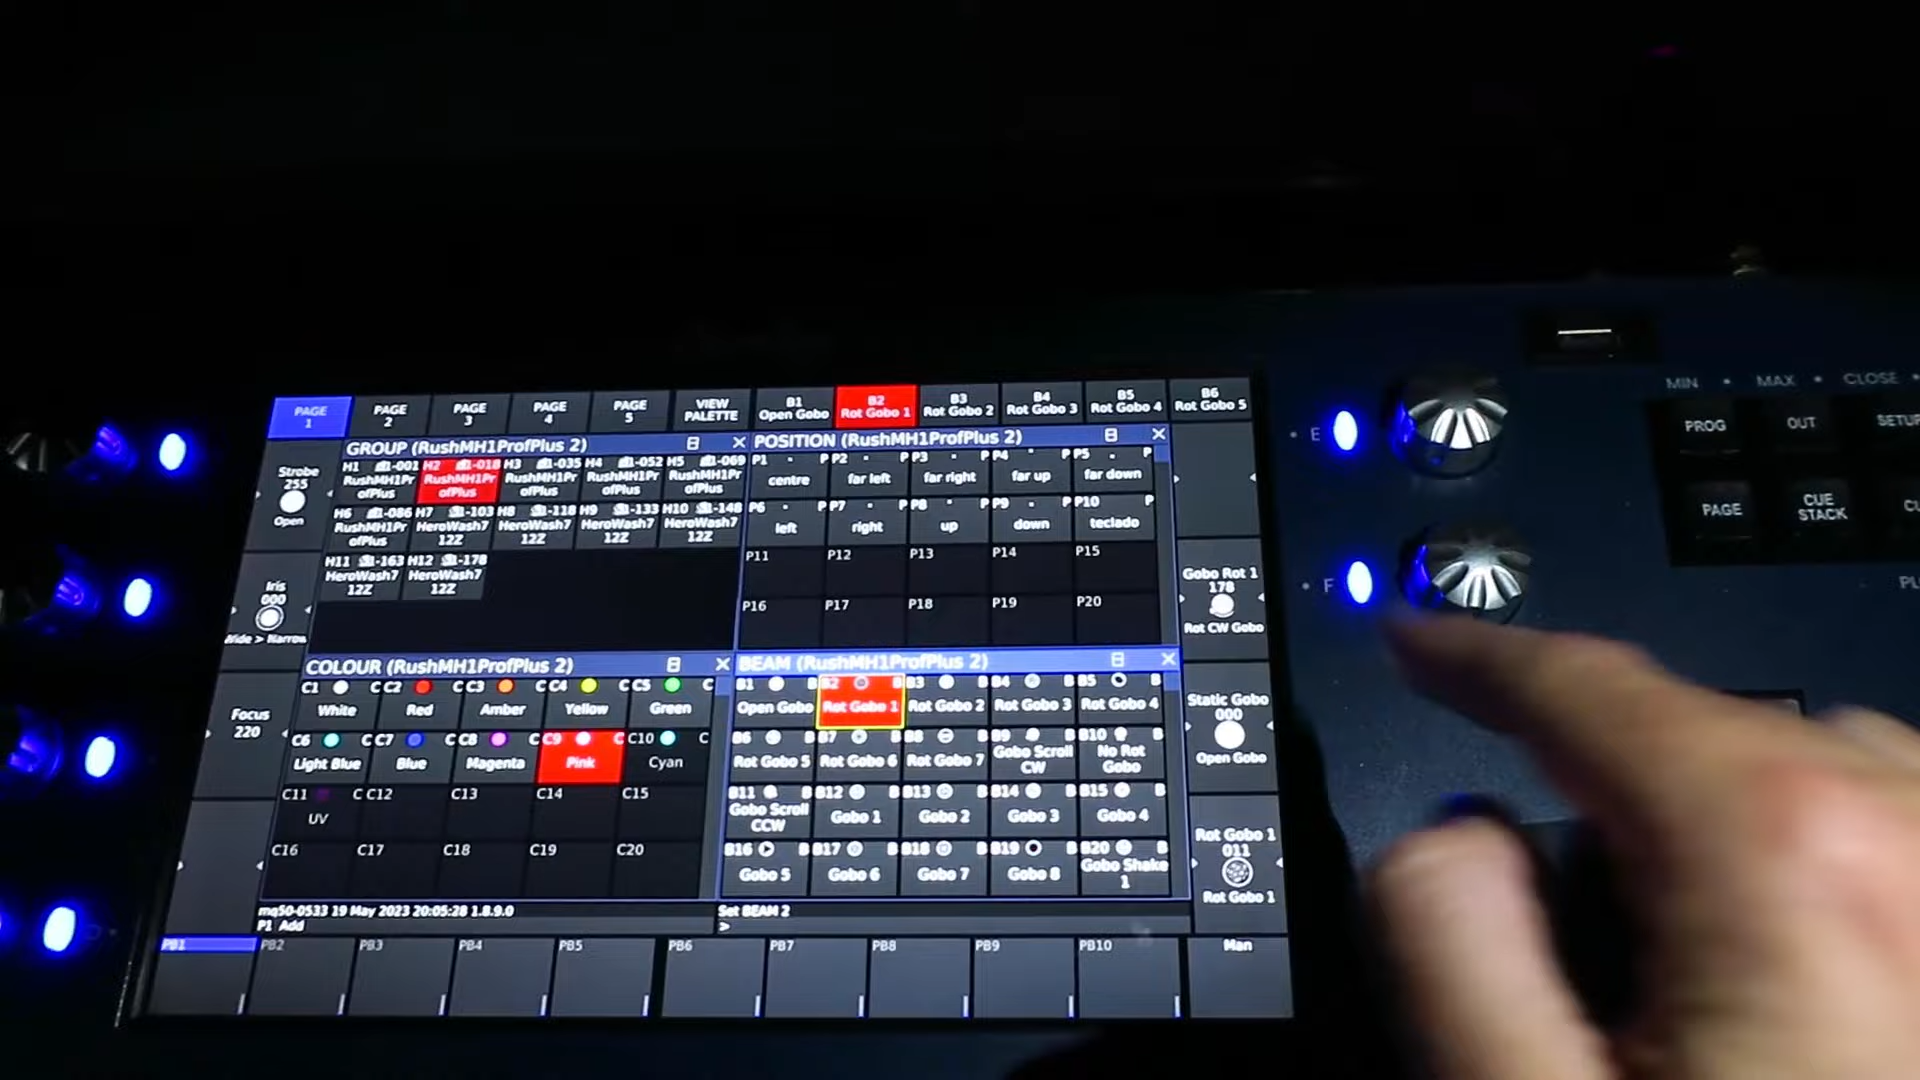 PAGE 1
PAGE 2
PAGE 3
PAGE 4
PAGE 5
VIEW PALETTE
B1 Open Gobo
B2 Rot Gobo 1
B3 Rot Gobo 2
B4 Rot Gobo 3
B5 Rot Gobo 4
B6 Rot Gobo 5
Strobe
255
Open
Iris
000
Wide > Narrow
Focus
220
GROUP (RushMH1ProfPlus 2)
H1 -001 RushMH1ProfPlus
H2 -018 RushMH1ProfPlus
H3 -035 RushMH1ProfPlus
H4 -052 RushMH1ProfPlus
H5 -069 RushMH1ProfPlus
H6 -086 RushMH1ProfPlus
H7 -103 HeroWash7 12Z
H8 -118 HeroWash7 12Z
H9 -133 HeroWash7 12Z
H10 -148 HeroWash7 12Z
H11 -163 HeroWash7 12Z
H12 -178 HeroWash7 12Z
POSITION (RushMH1ProfPlus 2)
P1 P centre
P2 P far left
P3 P far right
P4 P far up
P5 P far down
P6 P left
P7 P right
P8 P up
P9 P down
P10 P teclado
P11
P12
P13
P14
P15
P16
P17
P18
P19
P20
COLOUR (RushMH1ProfPlus 2)
C1 C White
C2 C Red
C3 C Amber
C4 C Yellow
C5 C Green
C6 C Light Blue
C7 C Blue
C8 C Magenta
C9 C Pink
C10 C Cyan
C11 C UV
C12
C13
C14
C15
C16
C17
C18
C19
C20
BEAM (RushMH1ProfPlus 2)
B1 B Open Gobo
B2 B Rot Gobo 1
B3 B Rot Gobo 2
B4 B Rot Gobo 3
B5 B Rot Gobo 4
B6 B Rot Gobo 5
B7 B Rot Gobo 6
B8 B Rot Gobo 7
B9 B Gobo Scroll CW
B10 B No Rot Gobo
B11 B Gobo Scroll CCW
B12 B Gobo 1
B13 B Gobo 2
B14 B Gobo 3
B15 B Gobo 4
B16 B Gobo 5
B17 B Gobo 6
B18 B Gobo 7
B19 B Gobo 8
B20 B Gobo Shake 1
Gobo Rot 1
178
Rot CW Gobo
Static Gobo
000
Open Gobo
Rot Gobo 1
011
Rot Gobo 1
mq50-0533 19 May 2023 20:05:28 1.8.9.0
P1 Add
Set BEAM 2
>
PB1
PB2
PB3
PB4
PB5
PB6
PB7
PB8
PB9
PB10
Man
E
F
MIN
MAX
CLOSE
PROG
OUT
SETUP
PAGE
CUE STACK